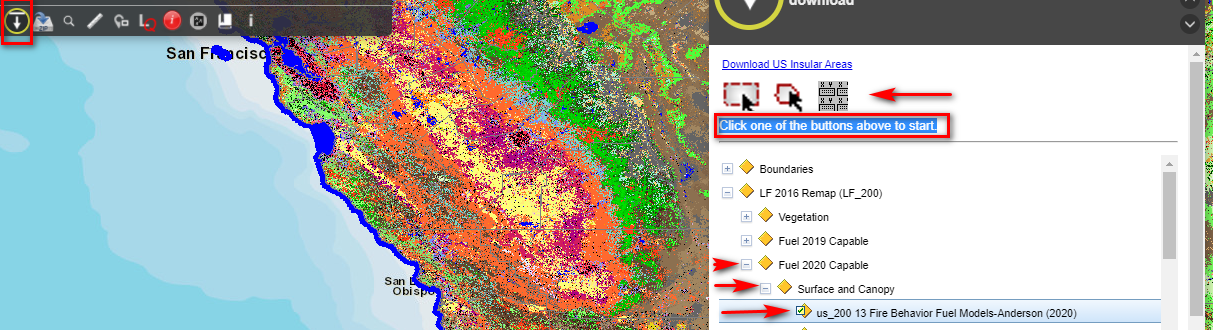 download
San Francisc
Download US Insular Areas
Click one of the buttons above to start.
Boundaries
LF 2016 Remap (LF_200)
Vegetation
Fuel 2019 Capable
Fuel 2020 Capable
Surface and Canopy
us_200 13 Fire Behavior Fuel Models-Anderson (2020)
San L
Obispo